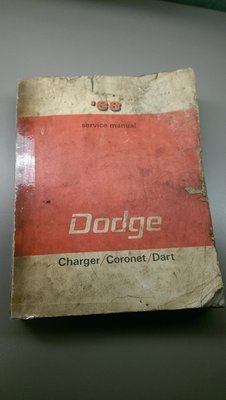 '68
service manual
Dodge
Charger/Coronet/Dart